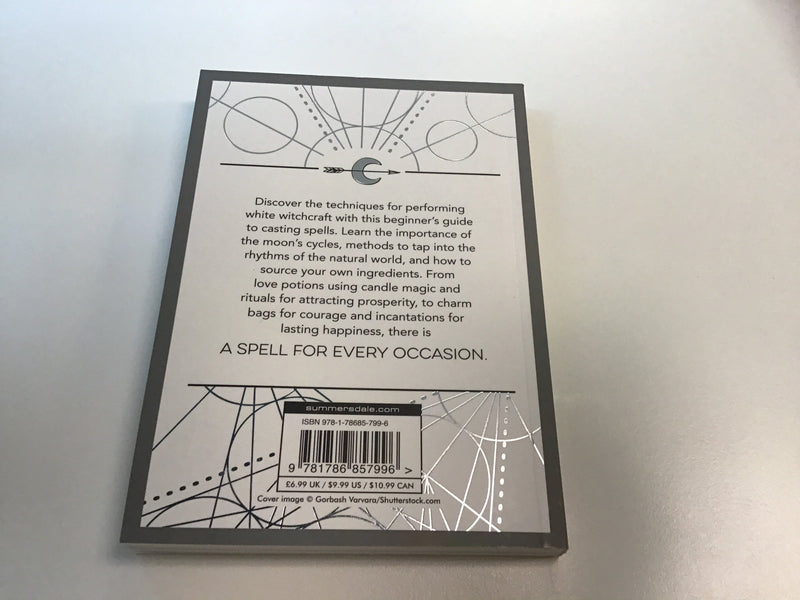 Discover the techniques for performing
white witchcraft with this beginner's guide
to casting spells. Learn the importance of
the moon's cycles, methods to tap into the
rhythms of the natural world, and how to
source your own ingredients. From
love potions using candle magic and
rituals for attracting prosperity, to charm
bags for courage and incantations for
lasting happiness, there is
A SPELL FOR EVERY OCCASION.
summersdale.com
ISBN 978-1-78685-799-6
9 781786 857996 >
£6.99 UK / $9.99 US / $10.99 CAN
Cover image © Gorbash Varvara/Shutterstock.com